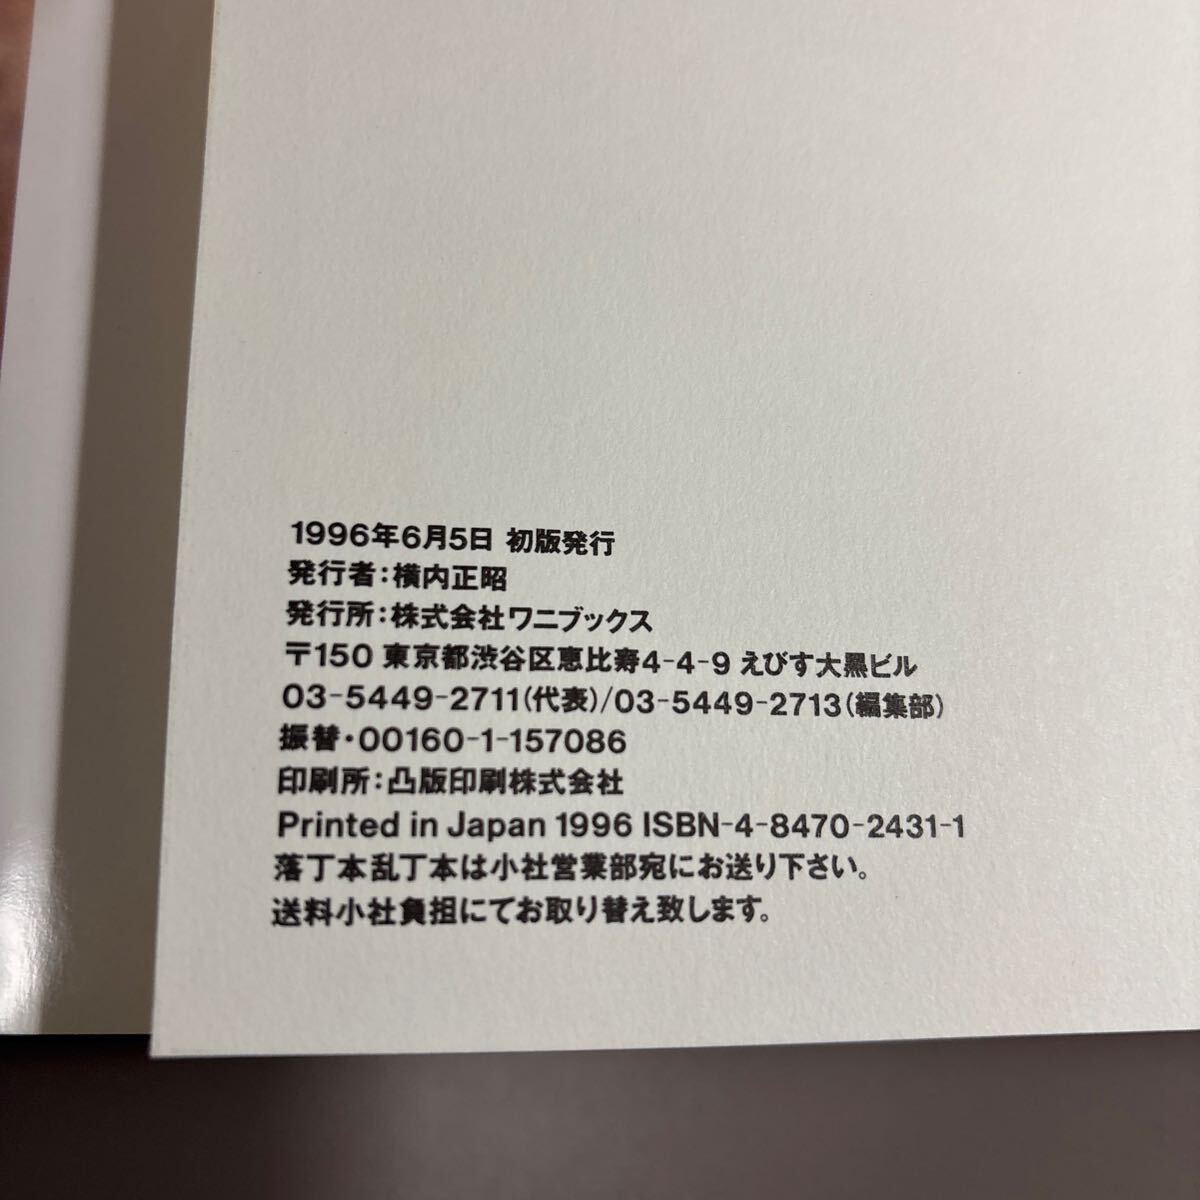 1996年6月5日 初版発行
発行者：横内正昭
発行所：株式会社ワニブックス
〒150 東京都渋谷区恵比寿4-4-9 えびす大黒ビル
03-5449-2711(代表)/03-5449-2713(編集部)
振替・00160-1-157086
印刷所：凸版印刷株式会社
Printed in Japan 1996 ISBN-4-8470-2431-1
落丁本乱丁本は小社営業部宛にお送り下さい。
送料小社負担にてお取り替え致します。